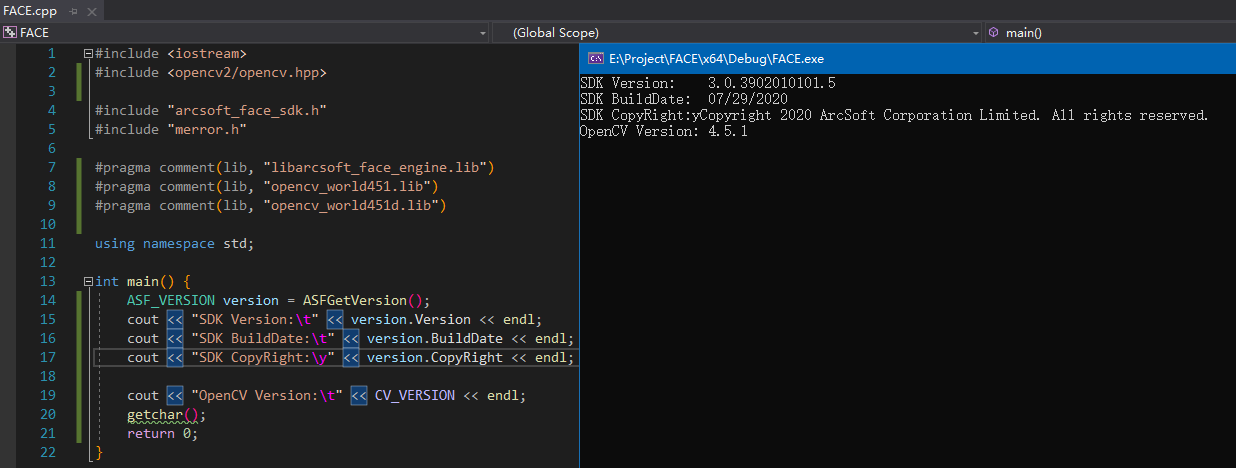 FACE.cpp
FACE
(Global Scope)
main()
1 #include <iostream>
2 #include <opencv2/opencv.hpp>
3
4 #include "arcsoft_face_sdk.h"
5 #include "merror.h"
6
7 #pragma comment(lib, "libarcsoft_face_engine.lib")
8 #pragma comment(lib, "opencv_world451.lib")
9 #pragma comment(lib, "opencv_world451d.lib")
10
11 using namespace std;
12
13 int main() {
14 ASF_VERSION version = ASFGetVersion();
15 cout << "SDK Version:\t" << version.Version << endl;
16 cout << "SDK BuildDate:\t" << version.BuildDate << endl;
17 cout << "SDK CopyRight:\y" << version.CopyRight << endl;
18
19 cout << "OpenCV Version:\t" << CV_VERSION << endl;
20 getchar();
21 return 0;
22 }
E:\Project\FACE\x64\Debug\FACE.exe
SDK Version: 3.0.3902010101.5
SDK BuildDate: 07/29/2020
SDK CopyRight:yCopyright 2020 ArcSoft Corporation Limited. All rights reserved.
OpenCV Version: 4.5.1